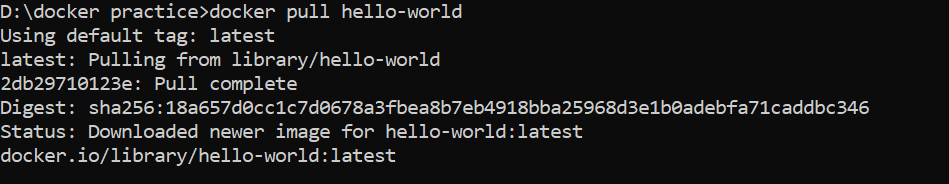 D:\docker practice>docker pull hello-world
Using default tag: latest
latest: Pulling from library/hello-world
2db29710123e: Pull complete
Digest: sha256:18a657d0cc1c7d0678a3fbea8b7eb4918bba25968d3e1b0adebfa71caddbc346
Status: Downloaded newer image for hello-world:latest
docker.io/library/hello-world:latest